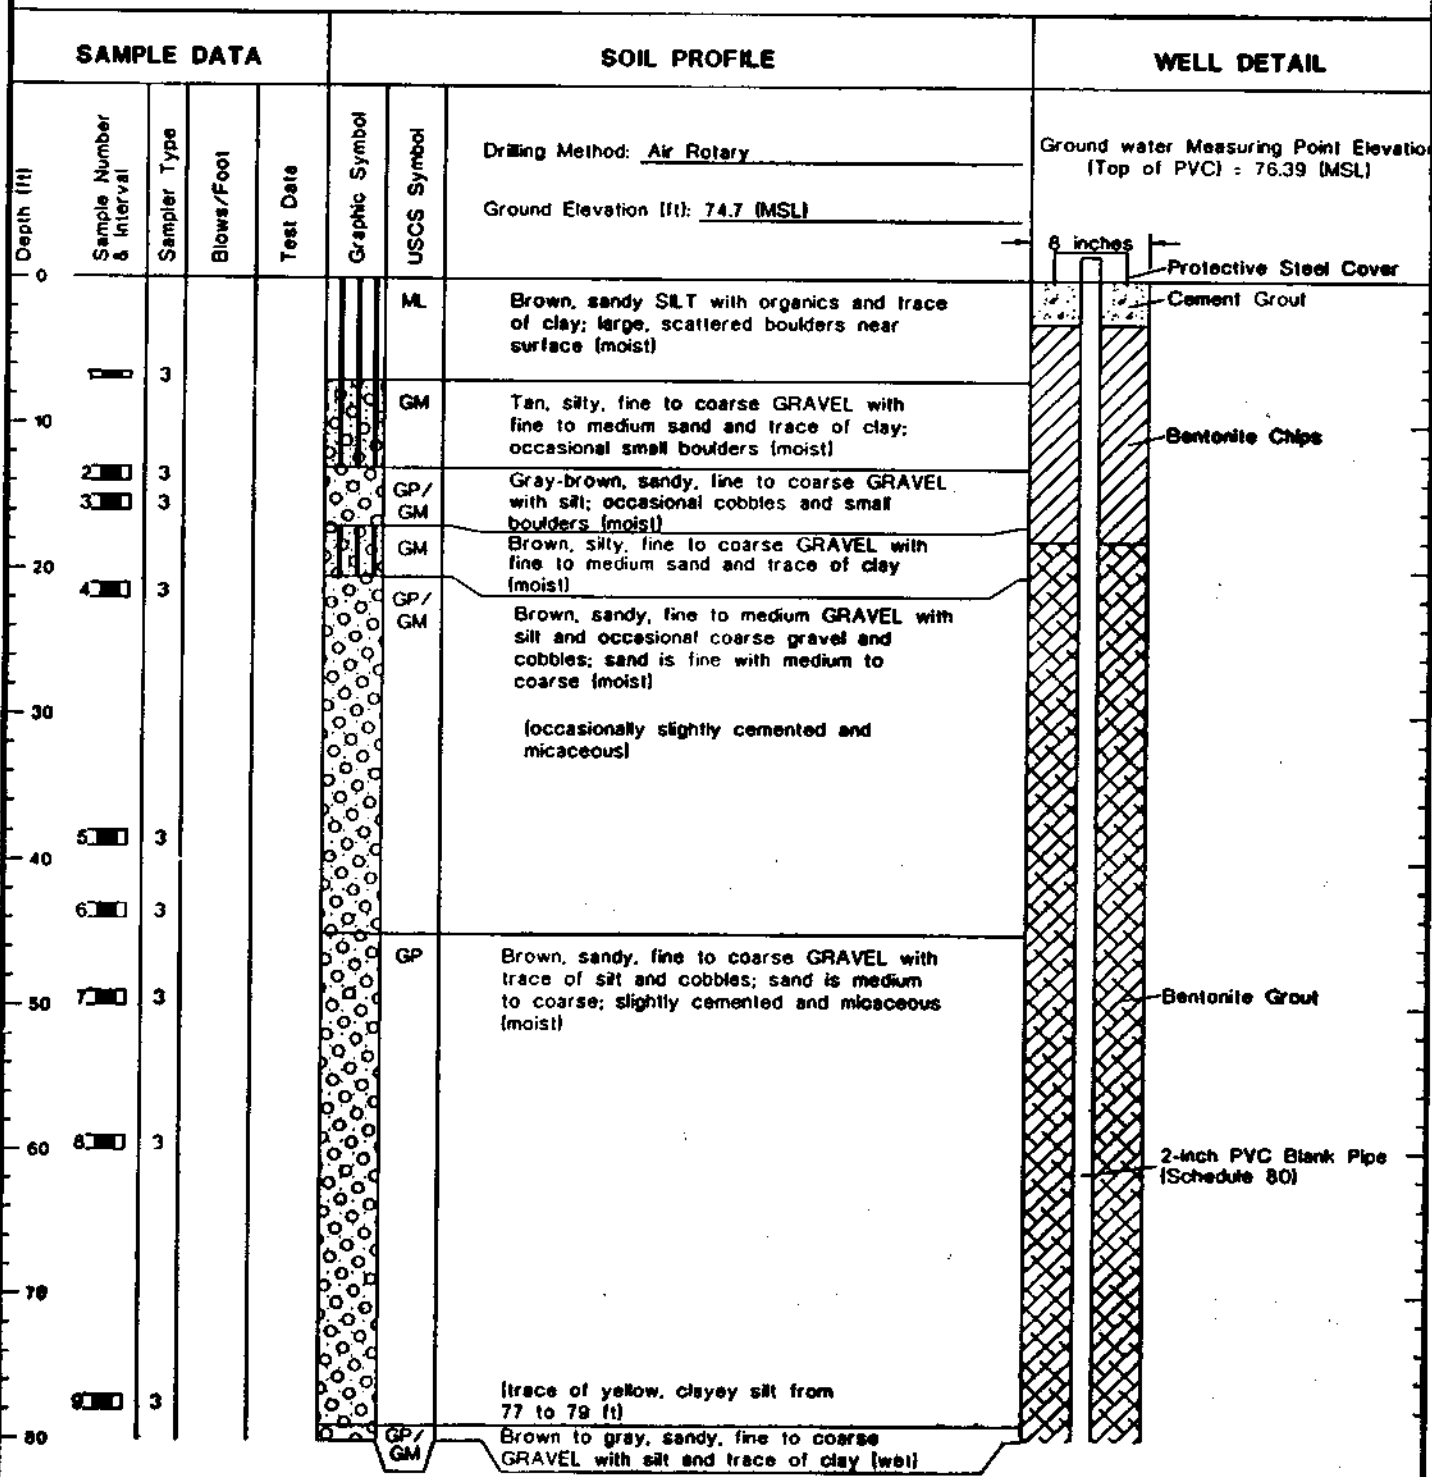 SAMPLE DATA
SOIL PROFILE
WELL DETAIL
Depth (ft)
Sample Number
& Interval
Sampler Type
Blows/Foot
Test Data
Graphic Symbol
USCS Symbol
Drilling Method: Air Rotary
Ground Elevation (ft): 74.7 (MSL)
Ground water Measuring Point Elevation
(Top of PVC) = 76.39 (MSL)
8 inches
Protective Steel Cover
Cement Grout
0
ML
Brown, sandy SILT with organics and trace
of clay; large, scattered boulders near
surface (moist)
3
GM
Tan, silty, fine to coarse GRAVEL with
fine to medium sand and trace of clay;
occasional small boulders (moist)
10
Bentonite Chips
2 3
3 3
GP/
GM
Gray-brown, sandy, fine to coarse GRAVEL
with silt; occasional cobbles and small
boulders (moist)
GM
Brown, silty, fine to coarse GRAVEL with
fine to medium sand and trace of clay
(moist)
20
4 3
GP/
GM
Brown, sandy, fine to medium GRAVEL with
silt and occasional coarse gravel and
cobbles; sand is fine with medium to
coarse (moist)
30
(occasionally slightly cemented and
micaceous)
5 3
40
6 3
GP
Brown, sandy, fine to coarse GRAVEL with
trace of silt and cobbles; sand is medium
to coarse; slightly cemented and micaceous
(moist)
7 3
50
Bentonite Grout
8 3
60
2-inch PVC Blank Pipe
(Schedule 80)
70
9 3
(trace of yellow, clayey silt from
77 to 79 ft)
80
GP/
GM
Brown to gray, sandy, fine to coarse
GRAVEL with silt and trace of clay (wet)